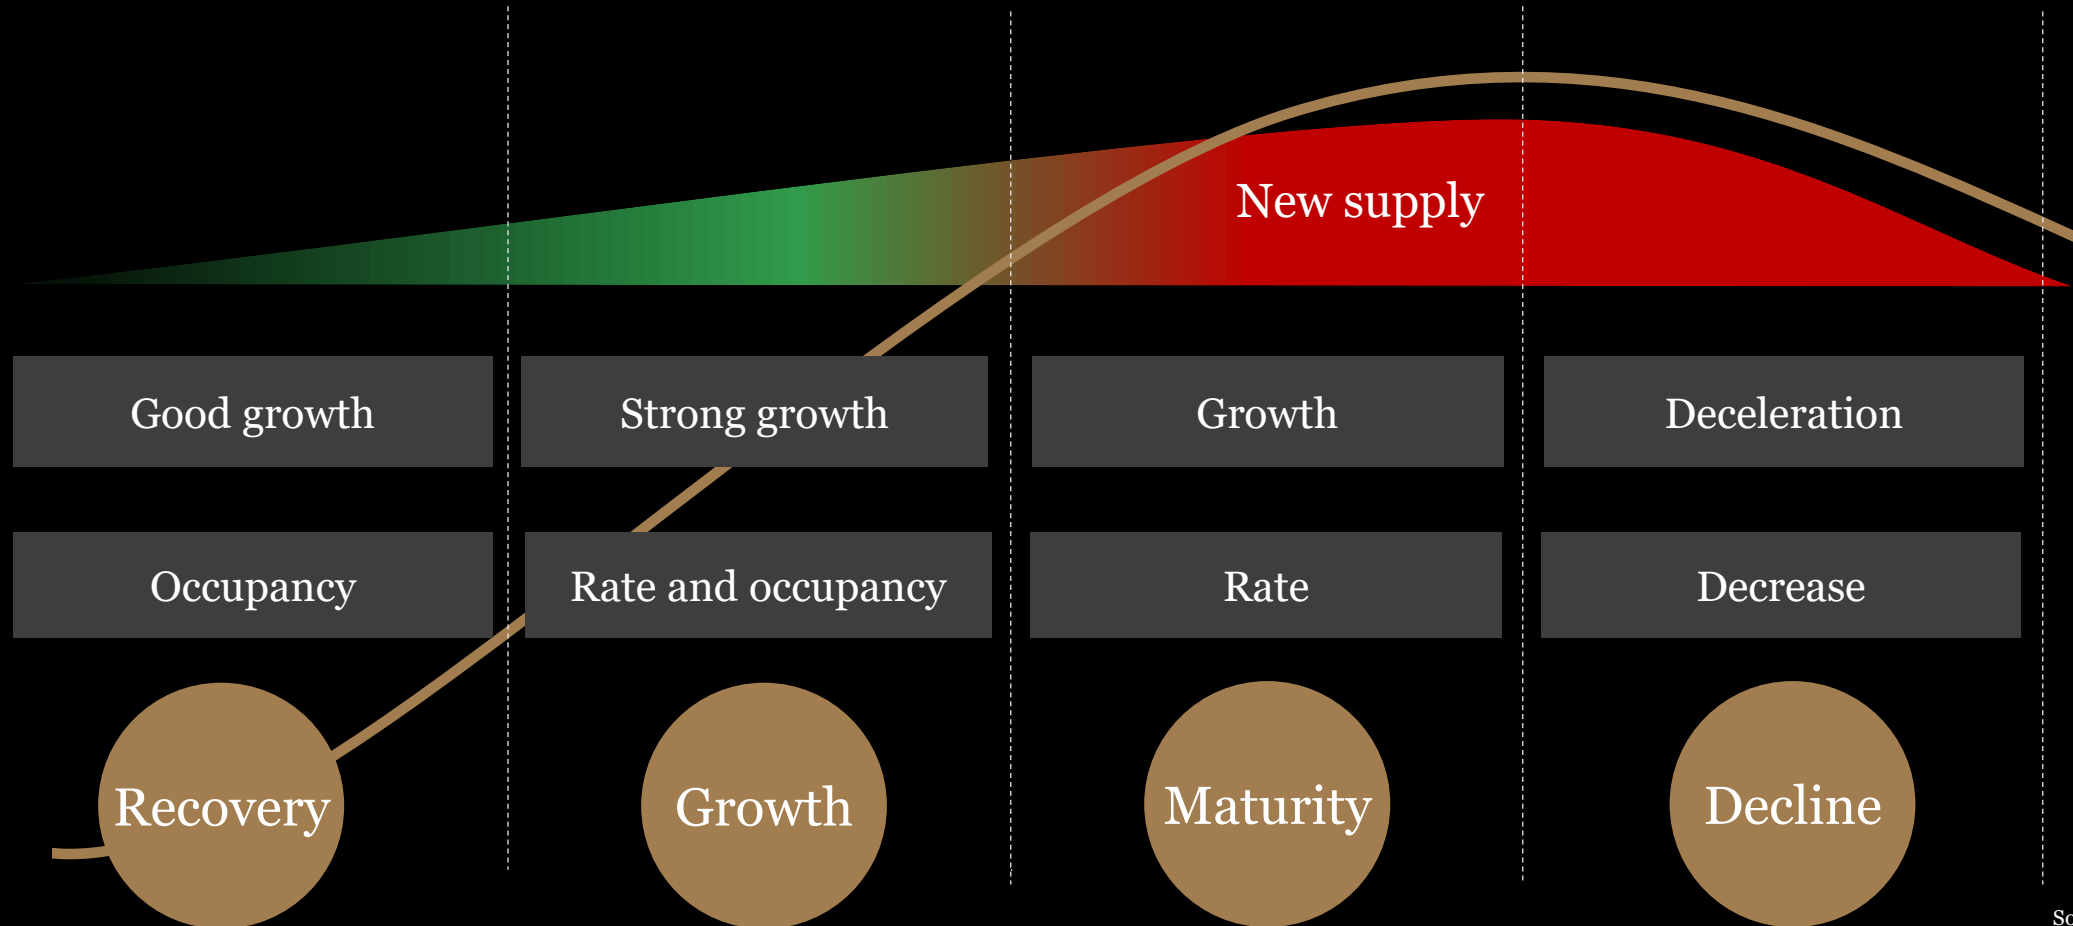 New supply
Good growth
Strong growth
Growth
Deceleration
Occupancy
Rate and occupancy
Rate
Decrease
Recovery
Growth
Maturity
Decline